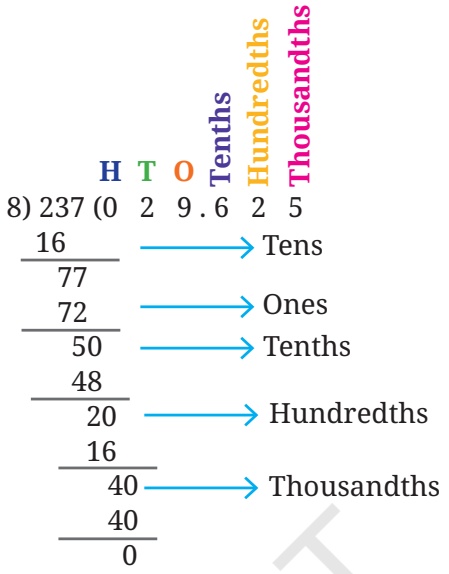 H T O Tenths Hundredths Thousandths
8) 237 (0 2 9 . 6 2 5
16 Tens
77
72 Ones
50 Tenths
48
20 Hundredths
16
40 Thousandths
40
0
T